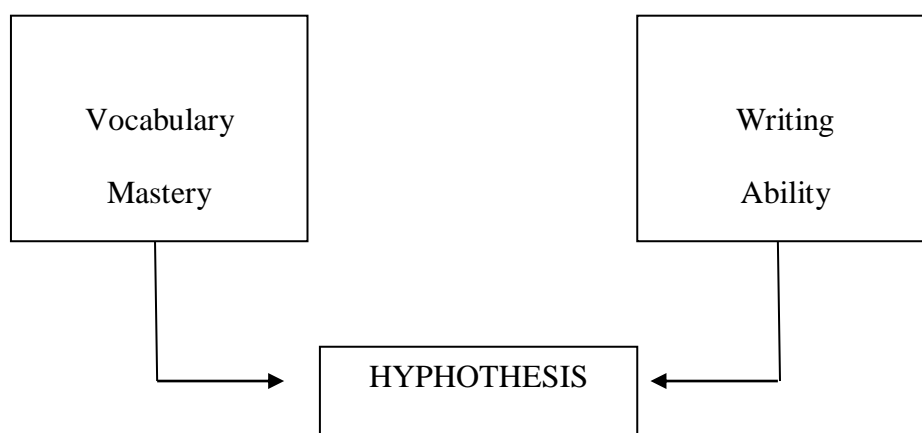 Vocabulary
Mastery
Writing
Ability
HYPHOTHESIS